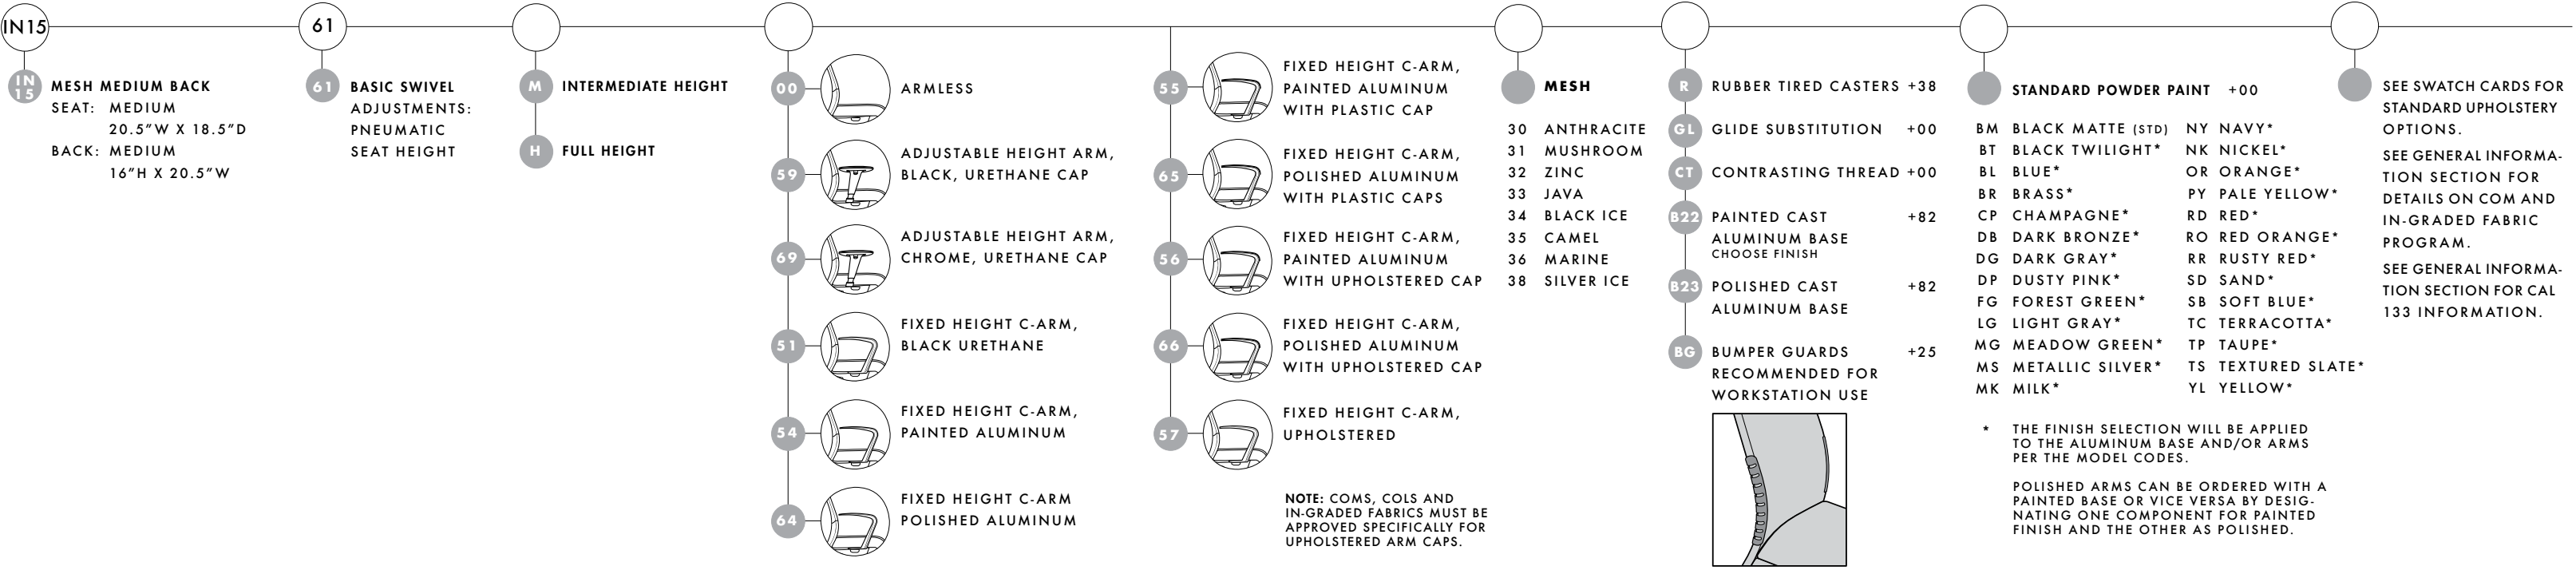 IN15
61
IN
15
MESH MEDIUM BACK
SEAT: MEDIUM
20.5”W X 18.5”D
BACK: MEDIUM
16”H X 20.5”W
61
BASIC SWIVEL
ADJUSTMENTS:
PNEUMATIC
SEAT HEIGHT
M INTERMEDIATE HEIGHT
H FULL HEIGHT
00 ARMLESS
59 ADJUSTABLE HEIGHT ARM,
BLACK, URETHANE CAP
69 ADJUSTABLE HEIGHT ARM,
CHROME, URETHANE CAP
51 FIXED HEIGHT C-ARM,
BLACK URETHANE
54 FIXED HEIGHT C-ARM,
PAINTED ALUMINUM
64 FIXED HEIGHT C-ARM
POLISHED ALUMINUM
55 FIXED HEIGHT C-ARM,
PAINTED ALUMINUM
WITH PLASTIC CAP
65 FIXED HEIGHT C-ARM,
POLISHED ALUMINUM
WITH PLASTIC CAPS
56 FIXED HEIGHT C-ARM,
PAINTED ALUMINUM
WITH UPHOLSTERED CAP
66 FIXED HEIGHT C-ARM,
POLISHED ALUMINUM
WITH UPHOLSTERED CAP
57 FIXED HEIGHT C-ARM,
UPHOLSTERED
NOTE: COMS, COLS AND
IN-GRADED FABRICS MUST BE
APPROVED SPECIFICALLY FOR
UPHOLSTERED ARM CAPS.
MESH
30 ANTHRACITE
31 MUSHROOM
32 ZINC
33 JAVA
34 BLACK ICE
35 CAMEL
36 MARINE
38 SILVER ICE
R RUBBER TIRED CASTERS +38
GL GLIDE SUBSTITUTION +00
CT CONTRASTING THREAD +00
B22 PAINTED CAST +82
ALUMINUM BASE
CHOOSE FINISH
B23 POLISHED CAST +82
ALUMINUM BASE
BG BUMPER GUARDS +25
RECOMMENDED FOR
WORKSTATION USE
STANDARD POWDER PAINT +00
BM BLACK MATTE (STD)
BT BLACK TWILIGHT*
BL BLUE*
BR BRASS*
CP CHAMPAGNE*
DB DARK BRONZE*
DG DARK GRAY*
DP DUSTY PINK*
FG FOREST GREEN*
LG LIGHT GRAY*
MG MEADOW GREEN*
MS METALLIC SILVER*
MK MILK*
NY NAVY*
NK NICKEL*
OR ORANGE*
PY PALE YELLOW*
RD RED*
RO RED ORANGE*
RR RUSTY RED*
SD SAND*
SB SOFT BLUE*
TC TERRACOTTA*
TP TAUPE*
TS TEXTURED SLATE*
YL YELLOW*
* THE FINISH SELECTION WILL BE APPLIED
TO THE ALUMINUM BASE AND/OR ARMS
PER THE MODEL CODES.
POLISHED ARMS CAN BE ORDERED WITH A
PAINTED BASE OR VICE VERSA BY DESIG-
NATING ONE COMPONENT FOR PAINTED
FINISH AND THE OTHER AS POLISHED.
SEE SWATCH CARDS FOR
STANDARD UPHOLSTERY
OPTIONS.
SEE GENERAL INFORMA-
TION SECTION FOR
DETAILS ON COM AND
IN-GRADED FABRIC
PROGRAM.
SEE GENERAL INFORMA-
TION SECTION FOR CAL
133 INFORMATION.